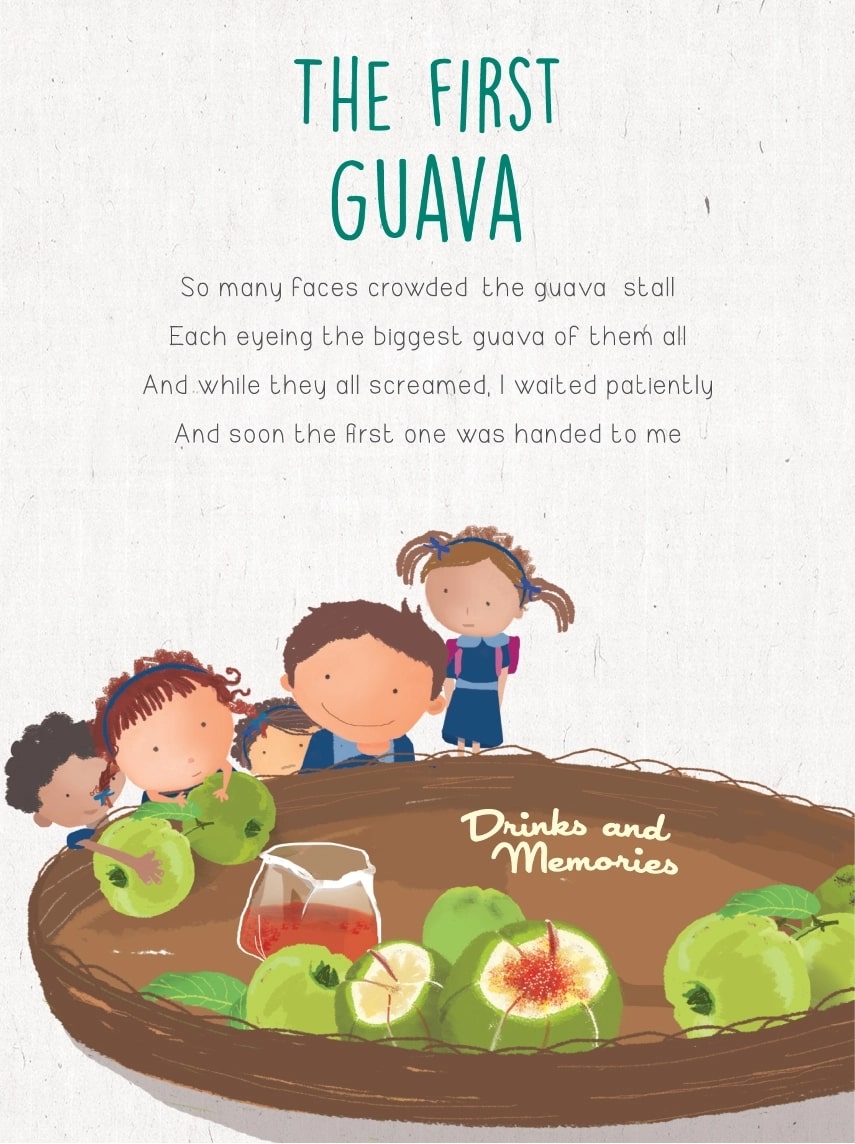 THE FIRST
GUAVA
So many faces crowded the guava stall
Each eyeing the biggest guava of them all
And while they all screamed, I waited patiently
And soon the first one was handed to me
Drinks and
Memories